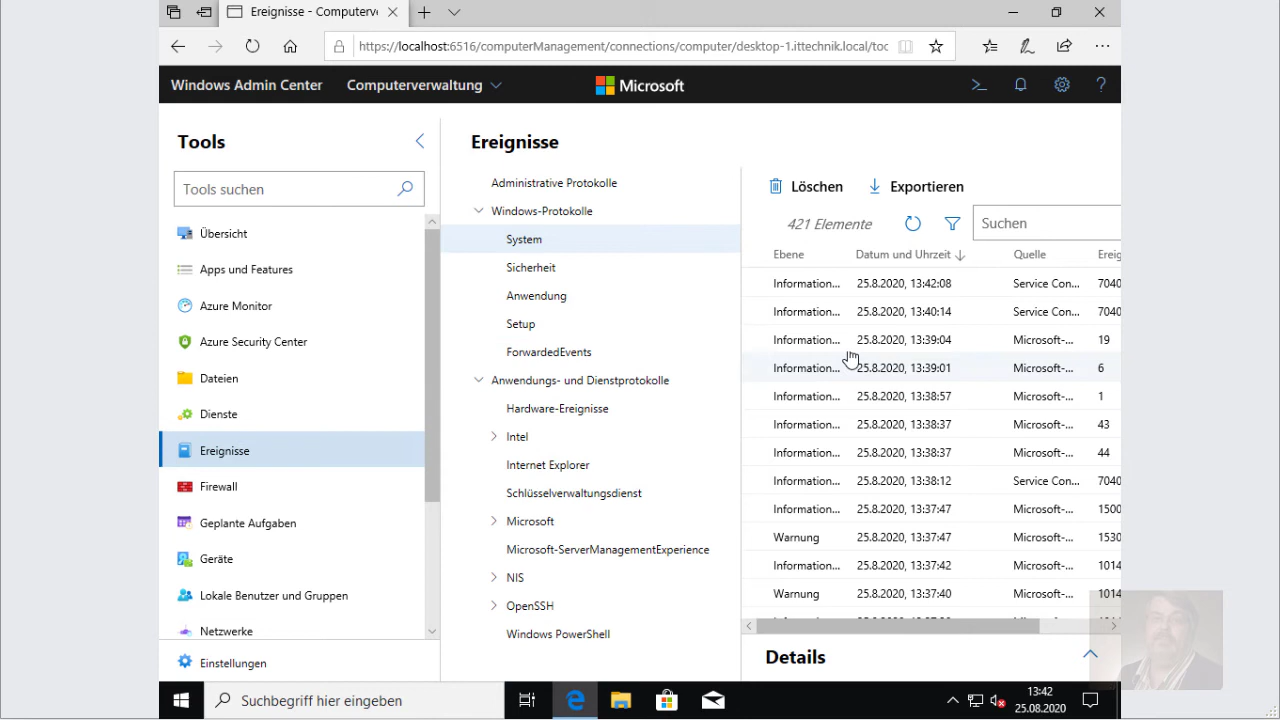 Ereignisse - Computerv
https://localhost:6516/computerManagement/connections/computer/desktop-1.ittechnik.local/toc
Windows Admin Center
Computerverwaltung
Microsoft
Tools
Tools suchen
Übersicht
Apps und Features
Azure Monitor
Azure Security Center
Dateien
Dienste
Ereignisse
Firewall
Geplante Aufgaben
Geräte
Lokale Benutzer und Gruppen
Netzwerke
Einstellungen
Ereignisse
Administrative Protokolle
Windows-Protokolle
System
Sicherheit
Anwendung
Setup
ForwardedEvents
Anwendungs- und Dienstprotokolle
Hardware-Ereignisse
Intel
Internet Explorer
Schlüsselverwaltungsdienst
Microsoft
Microsoft-ServerManagementExperience
NIS
OpenSSH
Windows PowerShell
Löschen Exportieren
421 Elemente Suchen
Ebene Datum und Uhrzeit Quelle Ereig
Information... 25.8.2020, 13:42:08 Service Con... 7040
Information... 25.8.2020, 13:40:14 Service Con... 7040
Information... 25.8.2020, 13:39:04 Microsoft-... 19
Information... 25.8.2020, 13:39:01 Microsoft-... 6
Information... 25.8.2020, 13:38:57 Microsoft-... 1
Information... 25.8.2020, 13:38:37 Microsoft-... 43
Information... 25.8.2020, 13:38:37 Microsoft-... 44
Information... 25.8.2020, 13:38:12 Service Con... 7040
Information... 25.8.2020, 13:37:47 Microsoft-... 1500
Warnung 25.8.2020, 13:37:47 Microsoft-... 1530
Information... 25.8.2020, 13:37:42 Microsoft-... 1014
Warnung 25.8.2020, 13:37:40 Microsoft-... 1014
Details
Suchbegriff hier eingeben
13:42
25.08.2020